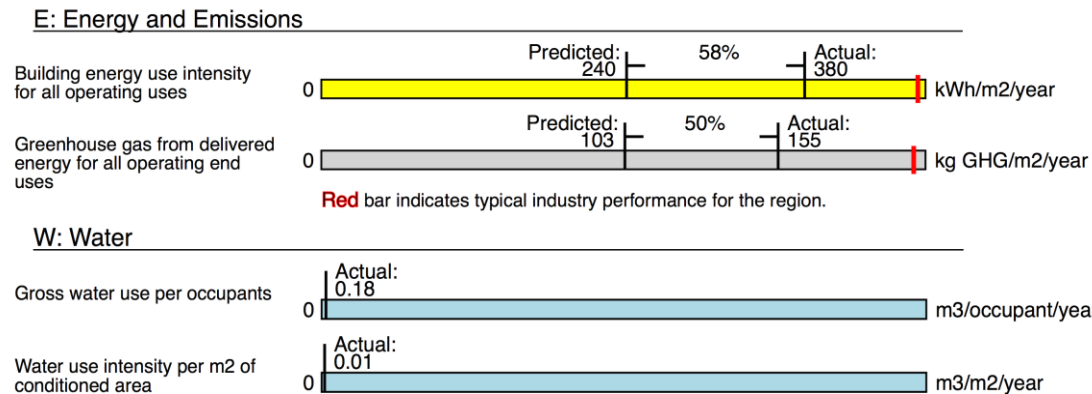 E: Energy and Emissions
Predicted: 58% Actual:
240 380
Building energy use intensity
for all operating uses
0 kWh/m2/year
Predicted: 50% Actual:
103 155
Greenhouse gas from delivered
energy for all operating end
uses
0 kg GHG/m2/year
Red bar indicates typical industry performance for the region.
W: Water
Actual:
0.18
Gross water use per occupants
0 m3/occupant/yea
Actual:
0.01
Water use intensity per m2 of
conditioned area
0 m3/m2/year